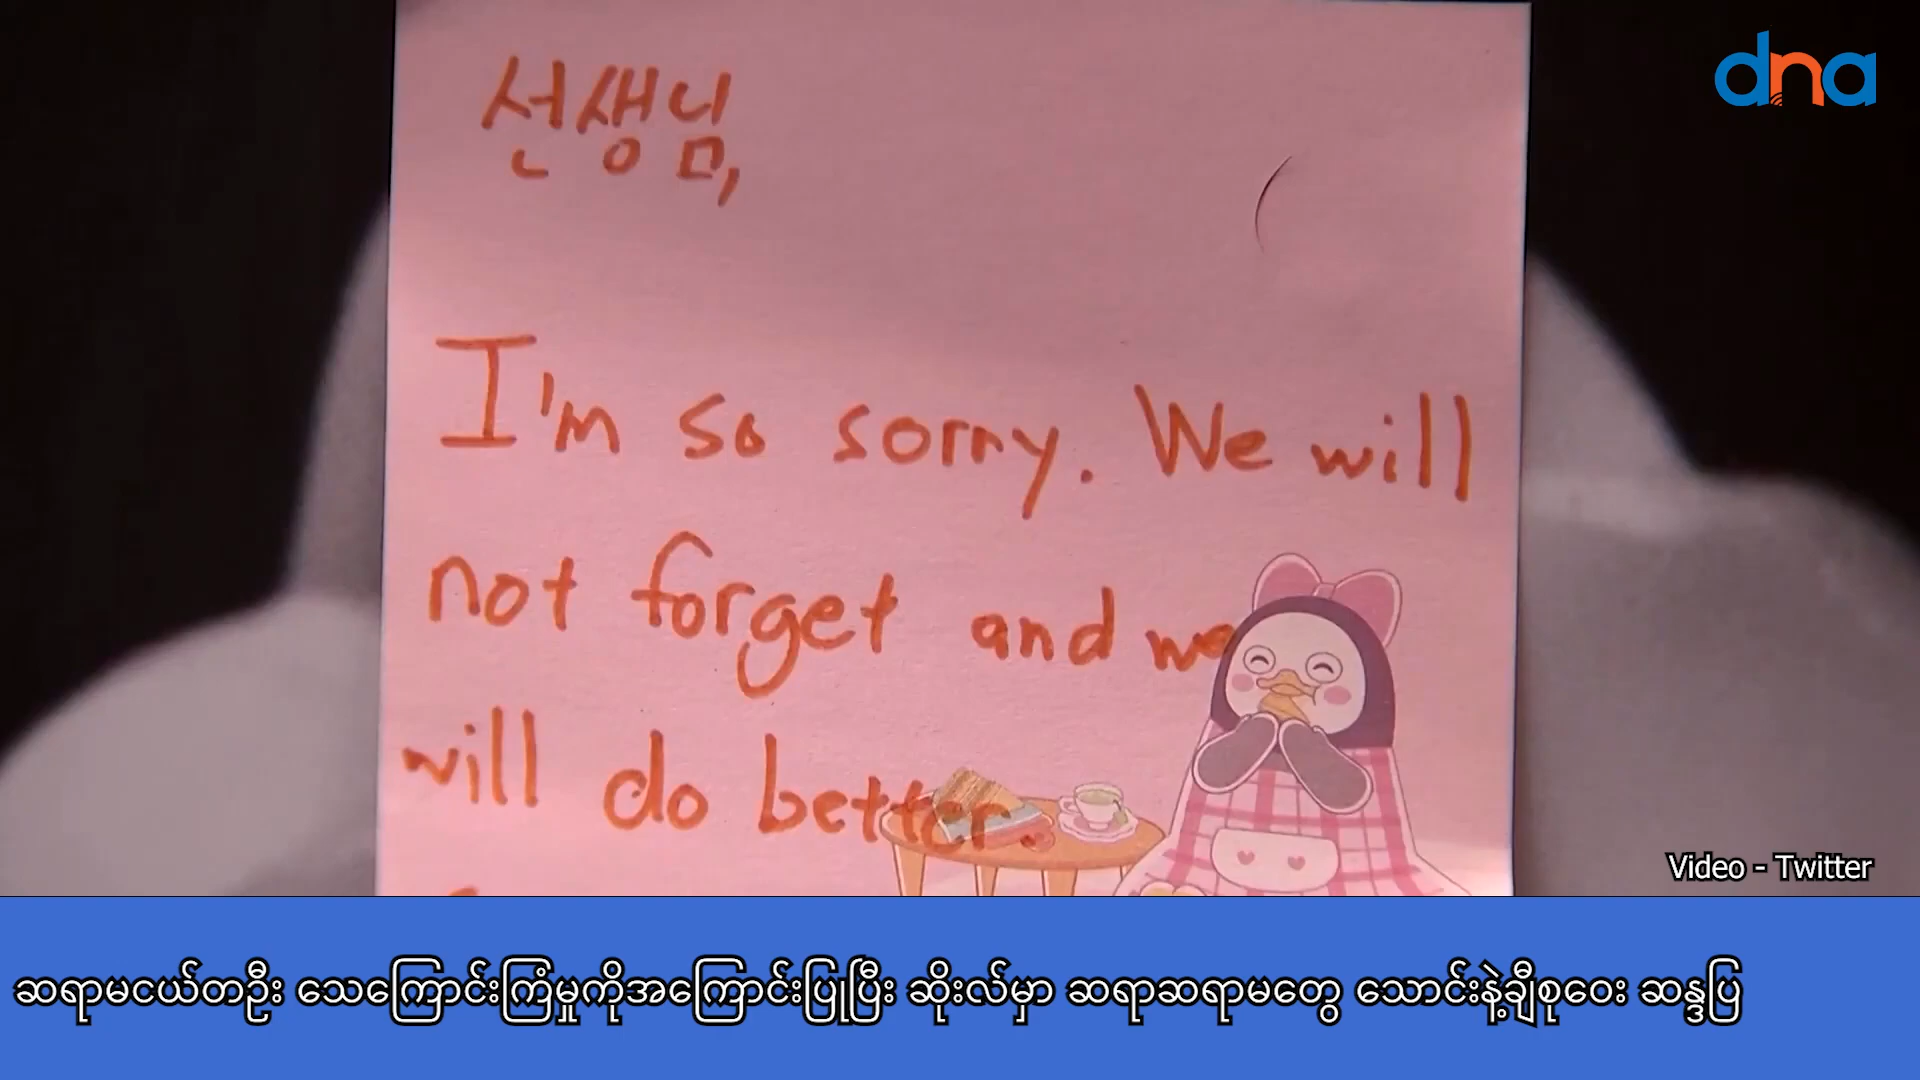 dna
선생님,
I'm so sorry. We will
not forget and we
will do better.
Video - Twitter
ဆရာမငယ်တဦး သေကြောင်းကြံမှုကိုအကြောင်းပြုပြီး ဆိုးလ်မှာ ဆရာဆရာမတွေ သောင်းနဲ့ချီစုဝေး ဆန္ဒပြ